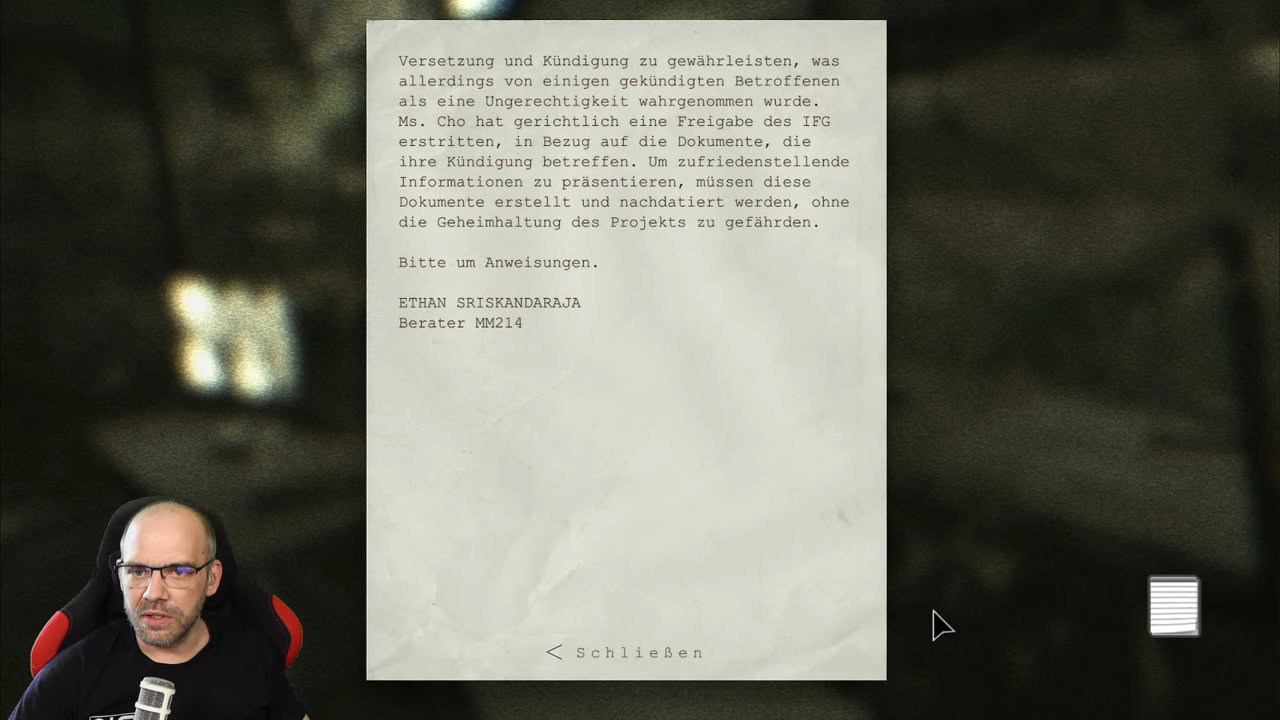 Versetzung und Kündigung zu gewährleisten, was
allerdings von einigen gekündigten Betroffenen
als eine Ungerechtigkeit wahrgenommen wurde.
Ms. Cho hat gerichtlich eine Freigabe des IFG
erstritten, in Bezug auf die Dokumente, die
ihre Kündigung betreffen. Um zufriedenstellende
Informationen zu präsentieren, müssen diese
Dokumente erstellt und nachdatiert werden, ohne
die Geheimhaltung des Projekts zu gefährden.
Bitte um Anweisungen.
ETHAN SRISKANDARAJA
Berater MM214
< Schließen